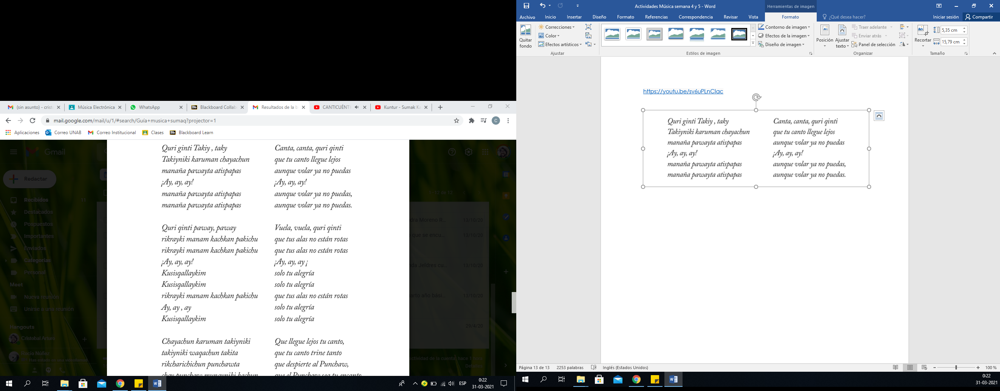 (sin asunto) - crist
Música Electrónica
WhatsApp
Blackboard Collab
Resultados de la b
CANTICUÉNT
Kuntur - Sumak Ka
mail.google.com/mail/u/1/#search/Guía+musica+sumaq?projector=1
Aplicaciones
Correo UNAB
Correo Institucional
Clases
Blackboard Learn
Gmail
Redactar
Recibidos 11
Destacados
Pospuestos
Importantes
Enviados
Categorías
Personal
Meet
Nueva reunión
Unirse a una reunión
Hangouts
Cristobal Arturo
Rocío Núñez
Has estado en una videollamad
Quri ginti Takiy , taky
Takiyniki karuman chayachun
manaña pawayta atispapas
¡Ay, ay, ay!
manaña pawayta atispapas
manaña pawayta atispapas
Quri qinti paway, paway
rikrayki manam kachkan pakichu
rikrayki manam kachkan pakichu
¡Ay, ay, ay!
Kusisqallaykim
Kusisqallaykim
rikrayki manam kachkan pakichu
Ay, ay , ay
Kusisqallaykim
Chayachun karuman takiyniki
takiyniki waqachun takita
rikcharichichun punchawta
chay punchaw munayniki kachun
Canta, canta, quri qinti
que tu canto llegue lejos
aunque volar ya no puedas
¡Ay, ay, ay!
aunque volar ya no puedas,
aunque volar ya no puedas.
Vuela, vuela, quri qinti
que tus alas no están rotas
que tus alas no están rotas
¡Ay, ay, ay ¡
solo tu alegría
solo tu alegría
que tus alas no están rotas
solo tu alegría
solo tu alegría
Que llegue lejos tu canto,
que tu canto trine tanto
que despierte al Punchaw,
que el Punchaw sea tu encanto
1–12 de 12
dra Moreno R... 13/10/20
que se encu... 13/10/20
da Jeldres cu... 13/10/20
arto año bási... 13/10/20
29/4/20
actividad de la cuenta: hace 1 hora
Detalles
ESP
0:22
31-03-2021
Actividades Música semana 4 y 5 - Word
Herramientas de imagen
Archivo
Inicio
Insertar
Diseño
Formato
Referencias
Correspondencia
Revisar
Vista
Formato
¿Qué desea hacer?
Iniciar sesión
Compartir
Quitar
fondo
Correcciones
Color
Efectos artísticos
Ajustar
Estilos de imagen
Contorno de imagen
Efectos de la imagen
Diseño de imagen
Posición
Ajustar
texto
Traer adelante
Enviar atrás
Panel de selección
Organizar
Recortar
5,35 cm
15,79 cm
Tamaño
https://youtu.be/sv6uPLnClac
Quri ginti Takiy , taky
Takiyniki karuman chayachun
manaña pawayta atispapas
¡Ay, ay, ay!
manaña pawayta atispapas
manaña pawayta atispapas
Canta, canta, quri qinti
que tu canto llegue lejos
aunque volar ya no puedas
¡Ay, ay, ay!
aunque volar ya no puedas,
aunque volar ya no puedas.
Página 13 de 13
2253 palabras
Inglés (Estados Unidos)
100 %
0:22
31-03-2021